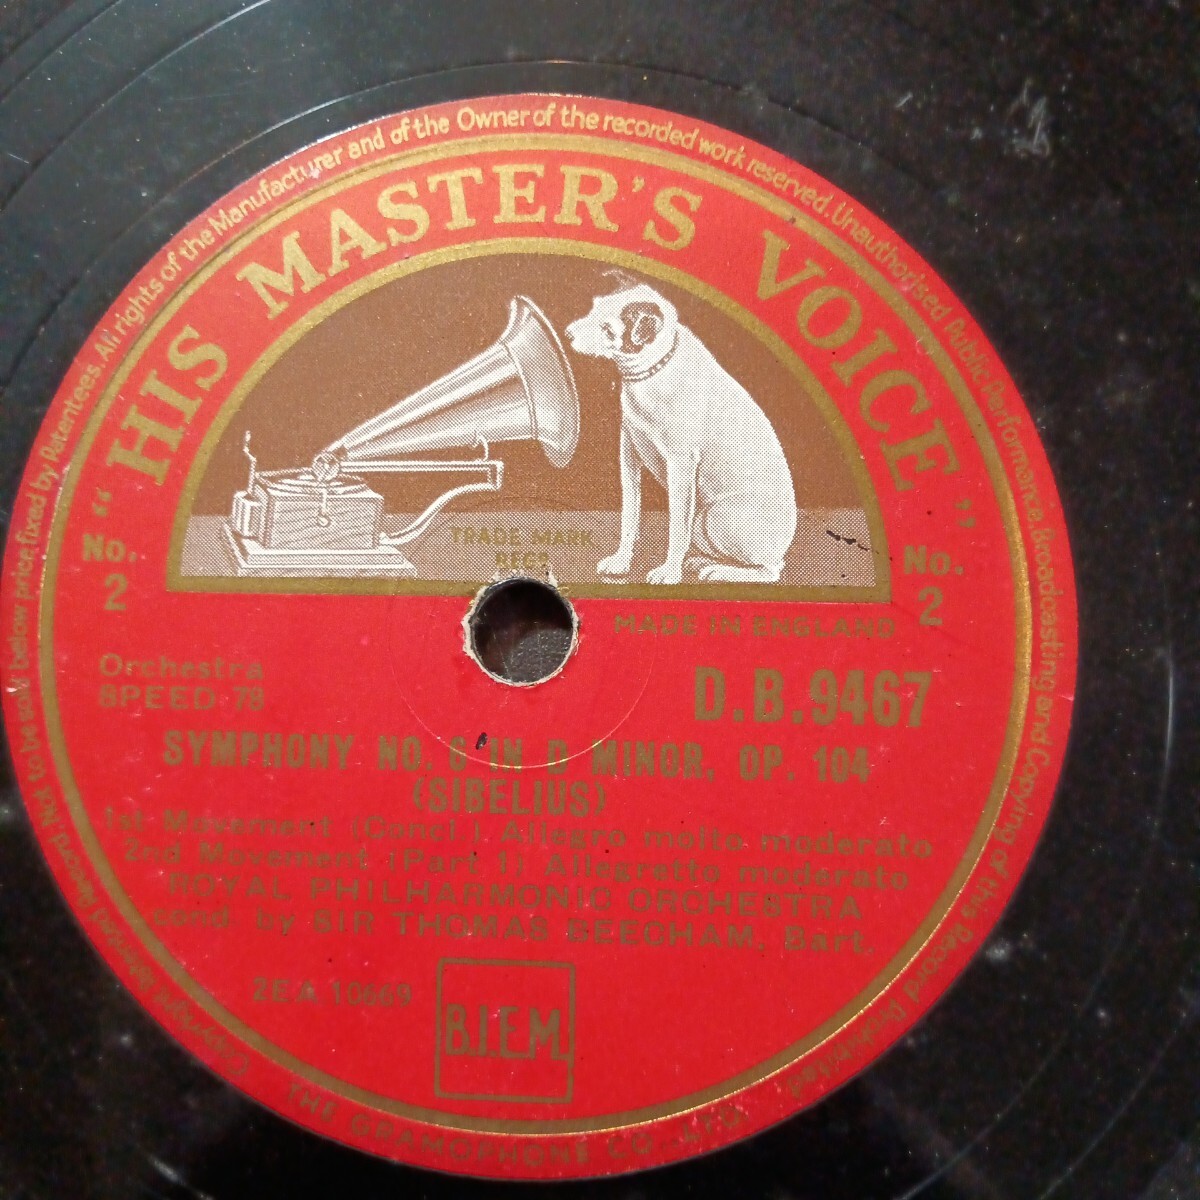 Copyright Patented Record Not to be sold below price fixed by Patentees. All rights of the Manufacturer and of the Owner of the recorded work reserved. Unauthorised Public Performance, Broadcasting and Copying of this Record Prohibited
"HIS MASTER'S VOICE"
TRADE MARK
REGD
No. 2
No. 2
MADE IN ENGLAND
Orchestra
SPEED 78
D.B.9467
SYMPHONY NO. 6 IN D MINOR, OP. 104
(SIBELIUS)
1st Movement (Concl.) Allegro molto moderato
2nd Movement (Part 1) Allegretto moderato
ROYAL PHILHARMONIC ORCHESTRA
cond. by SIR THOMAS BEECHAM, Bart.
2EA 10669
B.I.E.M.
THE GRAMOPHONE CO., LTD.